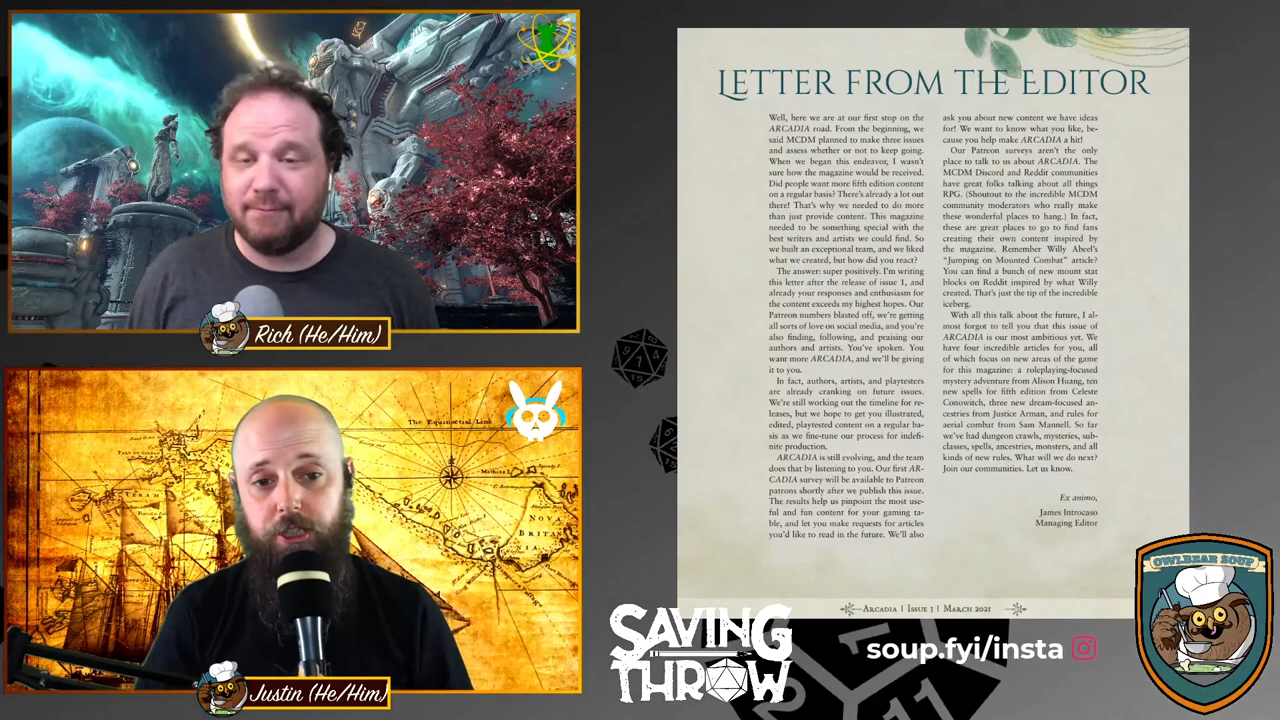 Rich (He/Him)
The Equinoctial Line
Justin (He/Him)
LETTER FROM THE EDITOR
Well, here we are at our first stop on the
ARCADIA road. From the beginning, we
said MCDM planned to make three issues
and assess whether or not to keep going.
When we began this endeavor, I wasn't
sure how the magazine would be received.
Did people want more fifth edition content
on a regular basis? There's already a lot out
there! That's why we needed to do more
than just provide content. This magazine
needed to be something special with the
best writers and artists we could find. So
we built an exceptional team, and we liked
what we created, but how did you react?
The answer: super positively. I'm writing
this letter after the release of issue 1, and
already your responses and enthusiasm for
the content exceeds my highest hopes. Our
Patreon numbers blasted off, we're getting
all sorts of love on social media, and you're
also finding, following, and praising our
authors and artists. You've spoken. You
want more ARCADIA, and we'll be giving
it to you.
In fact, authors, artists, and playtesters
are already cranking on future issues.
We're still working out the timeline for re-
leases, but we hope to get you illustrated,
edited, playtested content on a regular ba-
sis as we fine-tune our process for indefi-
nite production.
ARCADIA is still evolving, and the team
does that by listening to you. Our first AR-
CADIA survey will be available to Patreon
patrons shortly after we publish this issue.
The results help us pinpoint the most use-
ful and fun content for your gaming ta-
ble, and let you make requests for articles
you'd like to read in the future. We'll also
ask you about new content we have ideas
for! We want to know what you like, be-
cause you help make ARCADIA a hit!
Our Patreon surveys aren't the only
place to talk to us about ARCADIA. The
MCDM Discord and Reddit communities
have great folks talking about all things
RPG. (Shoutout to the incredible MCDM
community moderators who really make
these wonderful places to hang.) In fact,
these are great places to go to find fans
creating their own content inspired by
the magazine. Remember Willy Abeel's
"Jumping on Mounted Combat" article?
You can find a bunch of new mount stat
blocks on Reddit inspired by what Willy
created. That's just the tip of the incredible
iceberg.
With all this talk about the future, I al-
most forgot to tell you that this issue of
ARCADIA is our most ambitious yet. We
have four incredible articles for you, all
of which focus on new areas of the game
for this magazine: a roleplaying-focused
mystery adventure from Alison Huang, ten
new spells for fifth edition from Celeste
Conowitch, three new dream-focused an-
cestries from Justice Arman, and rules for
aerial combat from Sam Mannell. So far
we've had dungeon crawls, mysteries, sub-
classes, spells, ancestries, monsters, and all
kinds of new rules. What will we do next?
Join our communities. Let us know.
Ex animo,
James Introcaso
Managing Editor
ARCADIA | ISSUE 3 | MARCH 2021
SAVING
THROW
soup.fyi/insta
OWLBEAR SOUP